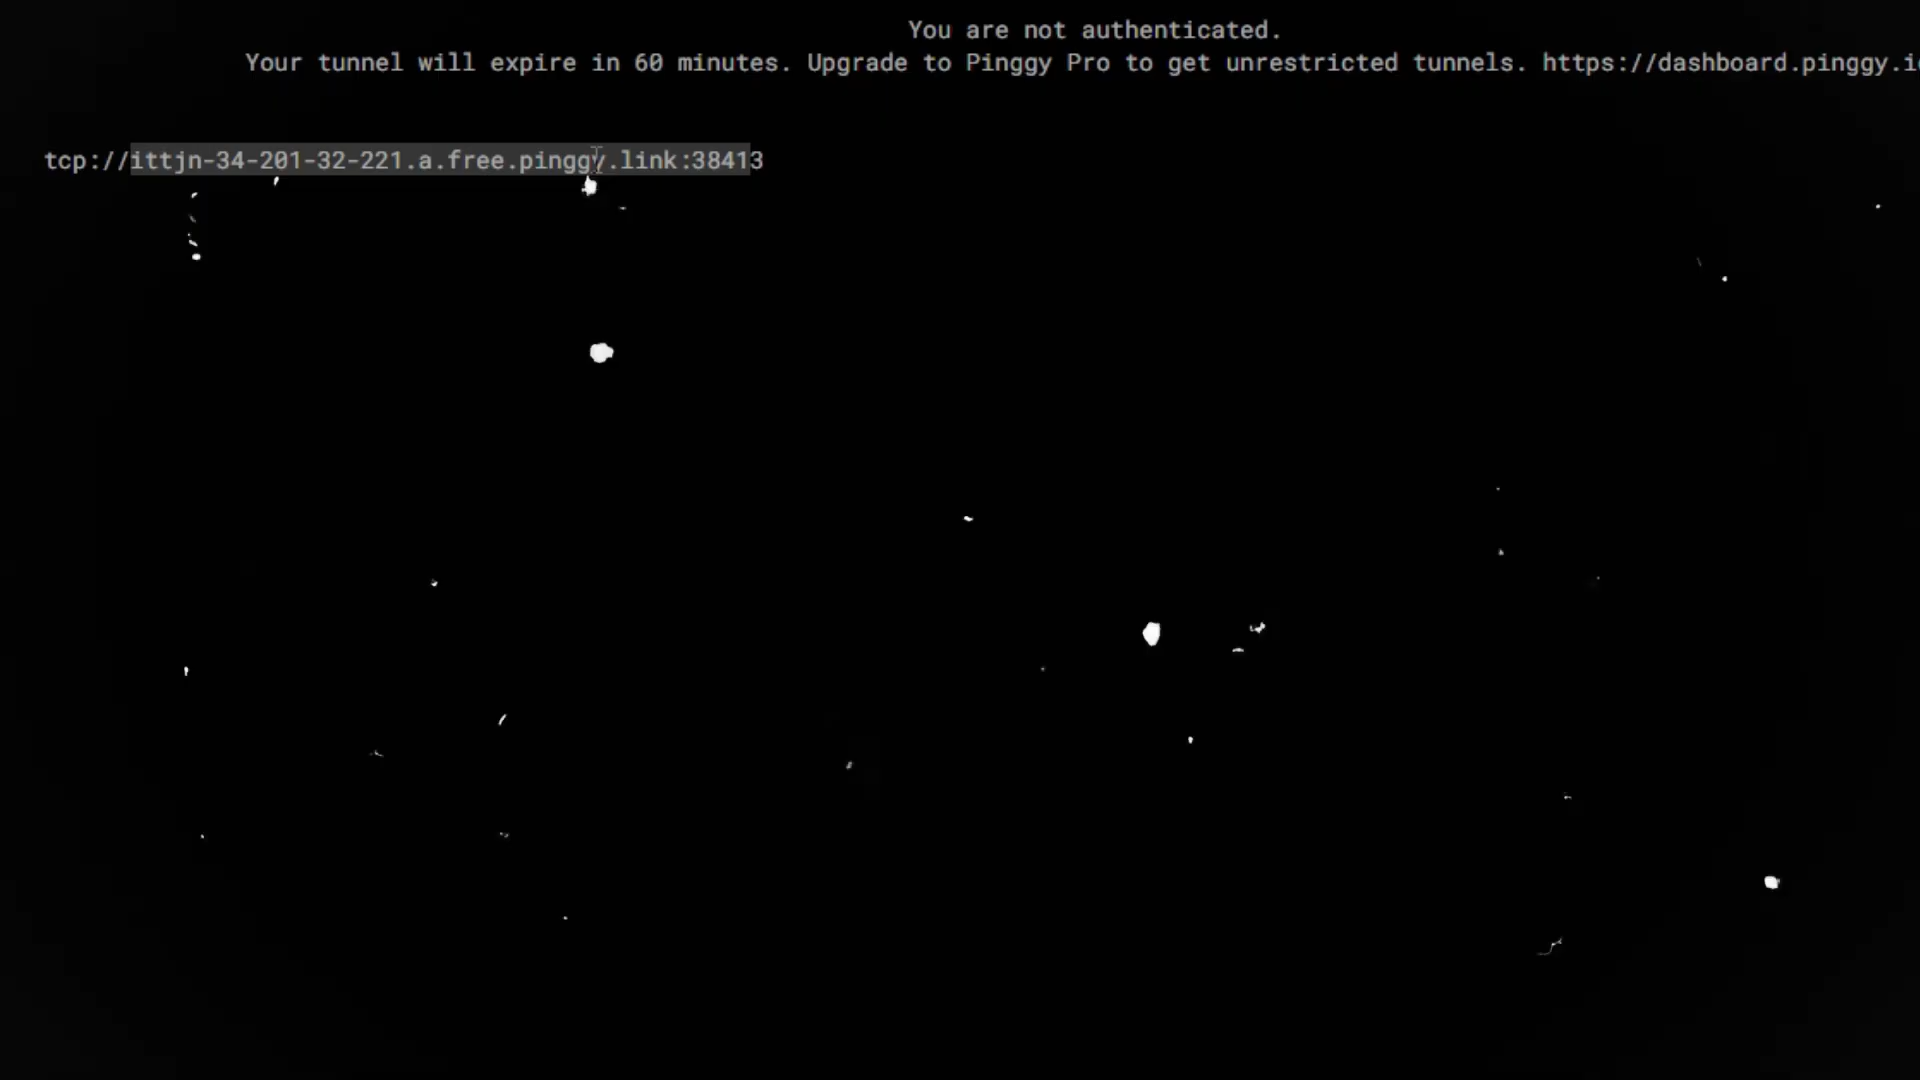 You are not authenticated.
Your tunnel will expire in 60 minutes. Upgrade to Pinggy Pro to get unrestricted tunnels. https://dashboard.pinggy.i
tcp://ittjn-34-201-32-221.a.free.pinggy.link:38413